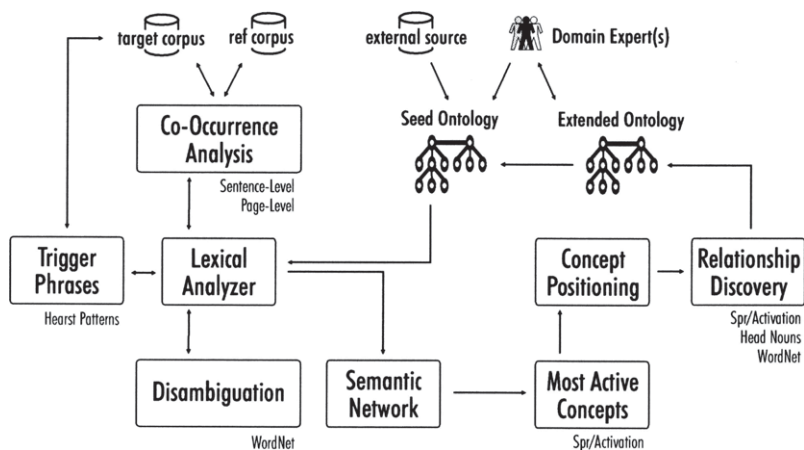 target corpus
ref corpus
external source
Domain Expert(s)
Co-Occurrence
Analysis
Sentence-Level
Page-Level
Seed Ontology
Extended Ontology
Trigger
Phrases
Hearst Patterns
Lexical
Analyzer
Concept
Positioning
Relationship
Discovery
Spr/Activation
Head Nouns
WordNet
Disambiguation
WordNet
Semantic
Network
Most Active
Concepts
Spr/Activation